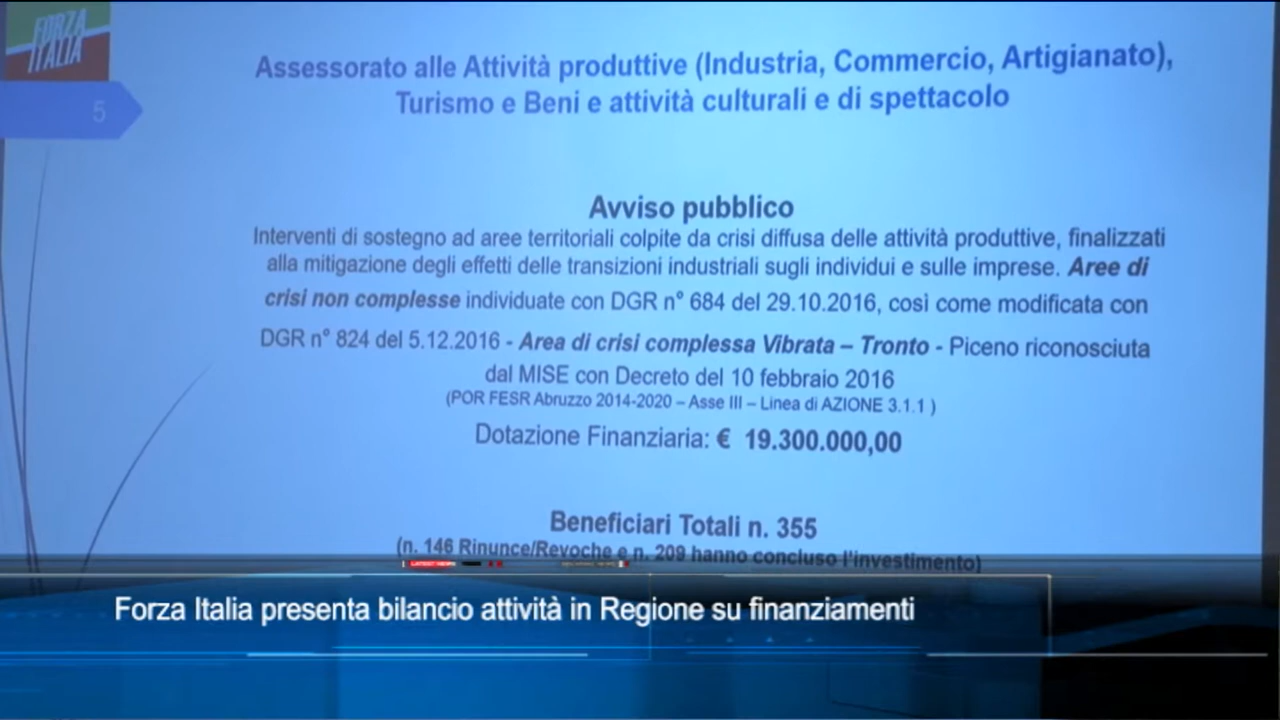 FORZA
ITALIA
5
Assessorato alle Attività produttive (Industria, Commercio, Artigianato),
Turismo e Beni e attività culturali e di spettacolo
Avviso pubblico
Interventi di sostegno ad aree territoriali colpite da crisi diffusa delle attività produttive, finalizzati
alla mitigazione degli effetti delle transizioni industriali sugli individui e sulle imprese. Aree di
crisi non complesse individuate con DGR n° 684 del 29.10.2016, così come modificata con
DGR n° 824 del 5.12.2016 - Area di crisi complessa Vibrata – Tronto - Piceno riconosciuta
dal MISE con Decreto del 10 febbraio 2016
(POR FESR Abruzzo 2014-2020 – Asse III – Linea di AZIONE 3.1.1 )
Dotazione Finanziaria: € 19.300.000,00
Beneficiari Totali n. 355
(n. 146 Rinunce/Revoche e n. 209 hanno concluso l'investimento)
LATEST NEWS
Forza Italia presenta bilancio attività in Regione su finanziamenti